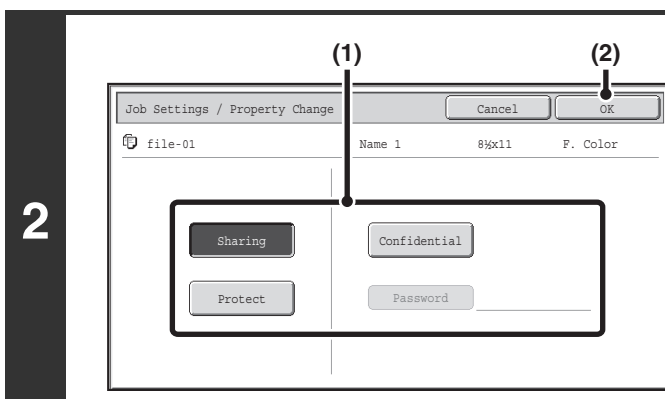 (1) (2)
Job Settings / Property Change Cancel OK
file-01 Name 1 8½x11 F. Color
2
Sharing Confidential
Protect Password